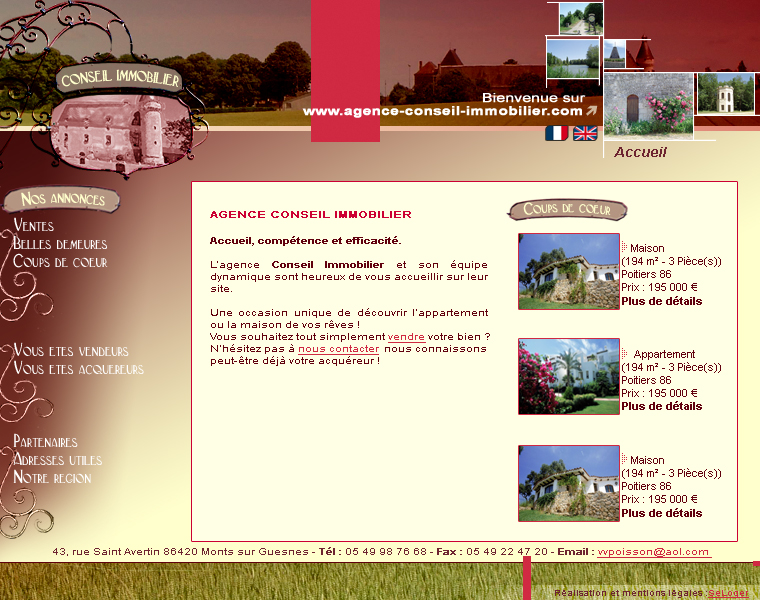 CONSEIL IMMOBILIER
Bienvenue sur
www.agence-conseil-immobilier.com
Accueil
NOS ANNONCES
VENTES
BELLES DEMEURES
COUPS DE COEUR
VOUS ETES VENDEURS
VOUS ETES ACQUEREURS
PARTENAIRES
ADRESSES UTILES
NOTRE REGION
AGENCE CONSEIL IMMOBILIER
Accueil, compétence et efficacité.
L'agence Conseil Immobilier et son équipe
dynamique sont heureux de vous accueillir sur leur
site.
Une occasion unique de découvrir l'appartement
ou la maison de vos rêves !
Vous souhaitez tout simplement vendre votre bien ?
N'hésitez pas à nous contacter nous connaissons
peut-être déjà votre acquéreur !
COUPS DE COEUR
Maison
(194 m² - 3 Pièce(s))
Poitiers 86
Prix : 195 000 €
Plus de détails
Appartement
(194 m² - 3 Pièce(s))
Poitiers 86
Prix : 195 000 €
Plus de détails
Maison
(194 m² - 3 Pièce(s))
Poitiers 86
Prix : 195 000 €
Plus de détails
43, rue Saint Avertin 86420 Monts sur Guesnes - Tél : 05 49 98 76 68 - Fax : 05 49 22 47 20 - Email : vvpoisson@aol.com
Réalisation et mentions légales :SeLoger